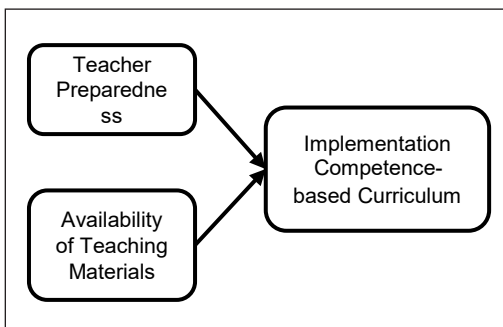 Teacher
Preparedne
ss
Implementation
Competence-
based Curriculum
Availability
of Teaching
Materials